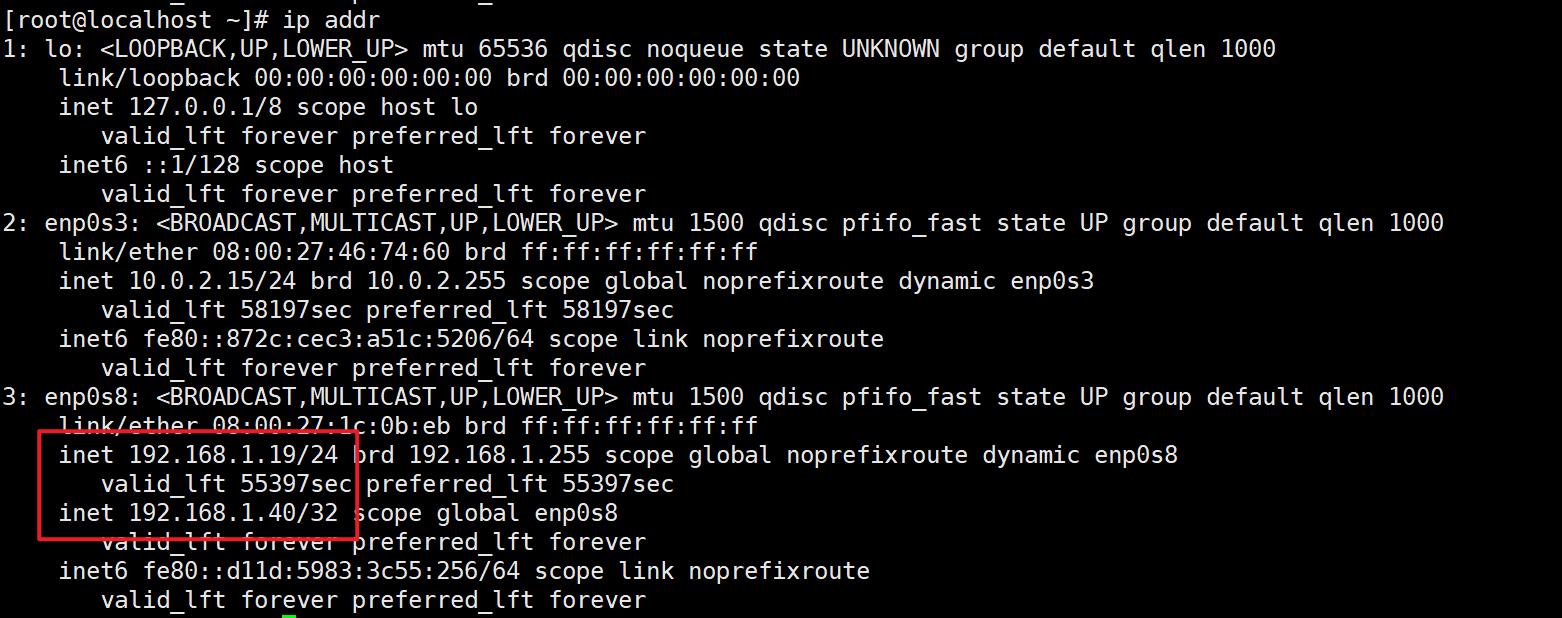 [root@localhost ~]# ip addr
1: lo: <LOOPBACK,UP,LOWER_UP> mtu 65536 qdisc noqueue state UNKNOWN group default qlen 1000
    link/loopback 00:00:00:00:00:00 brd 00:00:00:00:00:00
    inet 127.0.0.1/8 scope host lo
       valid_lft forever preferred_lft forever
    inet6 ::1/128 scope host
       valid_lft forever preferred_lft forever
2: enp0s3: <BROADCAST,MULTICAST,UP,LOWER_UP> mtu 1500 qdisc pfifo_fast state UP group default qlen 1000
    link/ether 08:00:27:46:74:60 brd ff:ff:ff:ff:ff:ff
    inet 10.0.2.15/24 brd 10.0.2.255 scope global noprefixroute dynamic enp0s3
       valid_lft 58197sec preferred_lft 58197sec
    inet6 fe80::872c:cec3:a51c:5206/64 scope link noprefixroute
       valid_lft forever preferred_lft forever
3: enp0s8: <BROADCAST,MULTICAST,UP,LOWER_UP> mtu 1500 qdisc pfifo_fast state UP group default qlen 1000
    link/ether 08:00:27:1c:0b:eb brd ff:ff:ff:ff:ff:ff
    inet 192.168.1.19/24 brd 192.168.1.255 scope global noprefixroute dynamic enp0s8
       valid_lft 55397sec preferred_lft 55397sec
    inet 192.168.1.40/32 scope global enp0s8
       valid_lft forever preferred_lft forever
    inet6 fe80::d11d:5983:3c55:256/64 scope link noprefixroute
       valid_lft forever preferred_lft forever